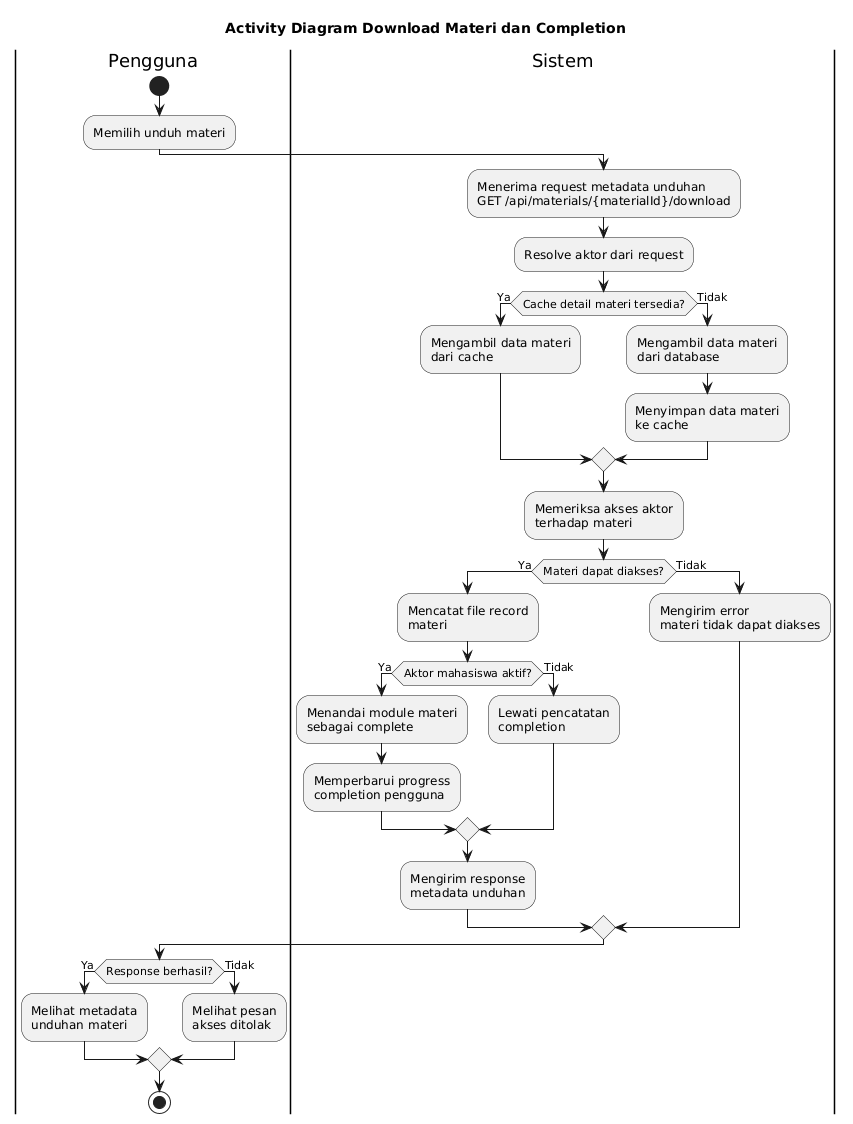 Activity Diagram Download Materi dan Completion
Pengguna
Sistem
Memilih unduh materi
Menerima request metadata unduhan
GET /api/materials/{materialId}/download
Resolve aktor dari request
Ya
Cache detail materi tersedia?
Tidak
Mengambil data materi
dari cache
Mengambil data materi
dari database
Menyimpan data materi
ke cache
Memeriksa akses aktor
terhadap materi
Ya
Materi dapat diakses?
Tidak
Mencatat file record
materi
Mengirim error
materi tidak dapat diakses
Ya
Aktor mahasiswa aktif?
Tidak
Menandai module materi
sebagai complete
Lewati pencatatan
completion
Memperbarui progress
completion pengguna
Mengirim response
metadata unduhan
Ya
Response berhasil?
Tidak
Melihat metadata
unduhan materi
Melihat pesan
akses ditolak